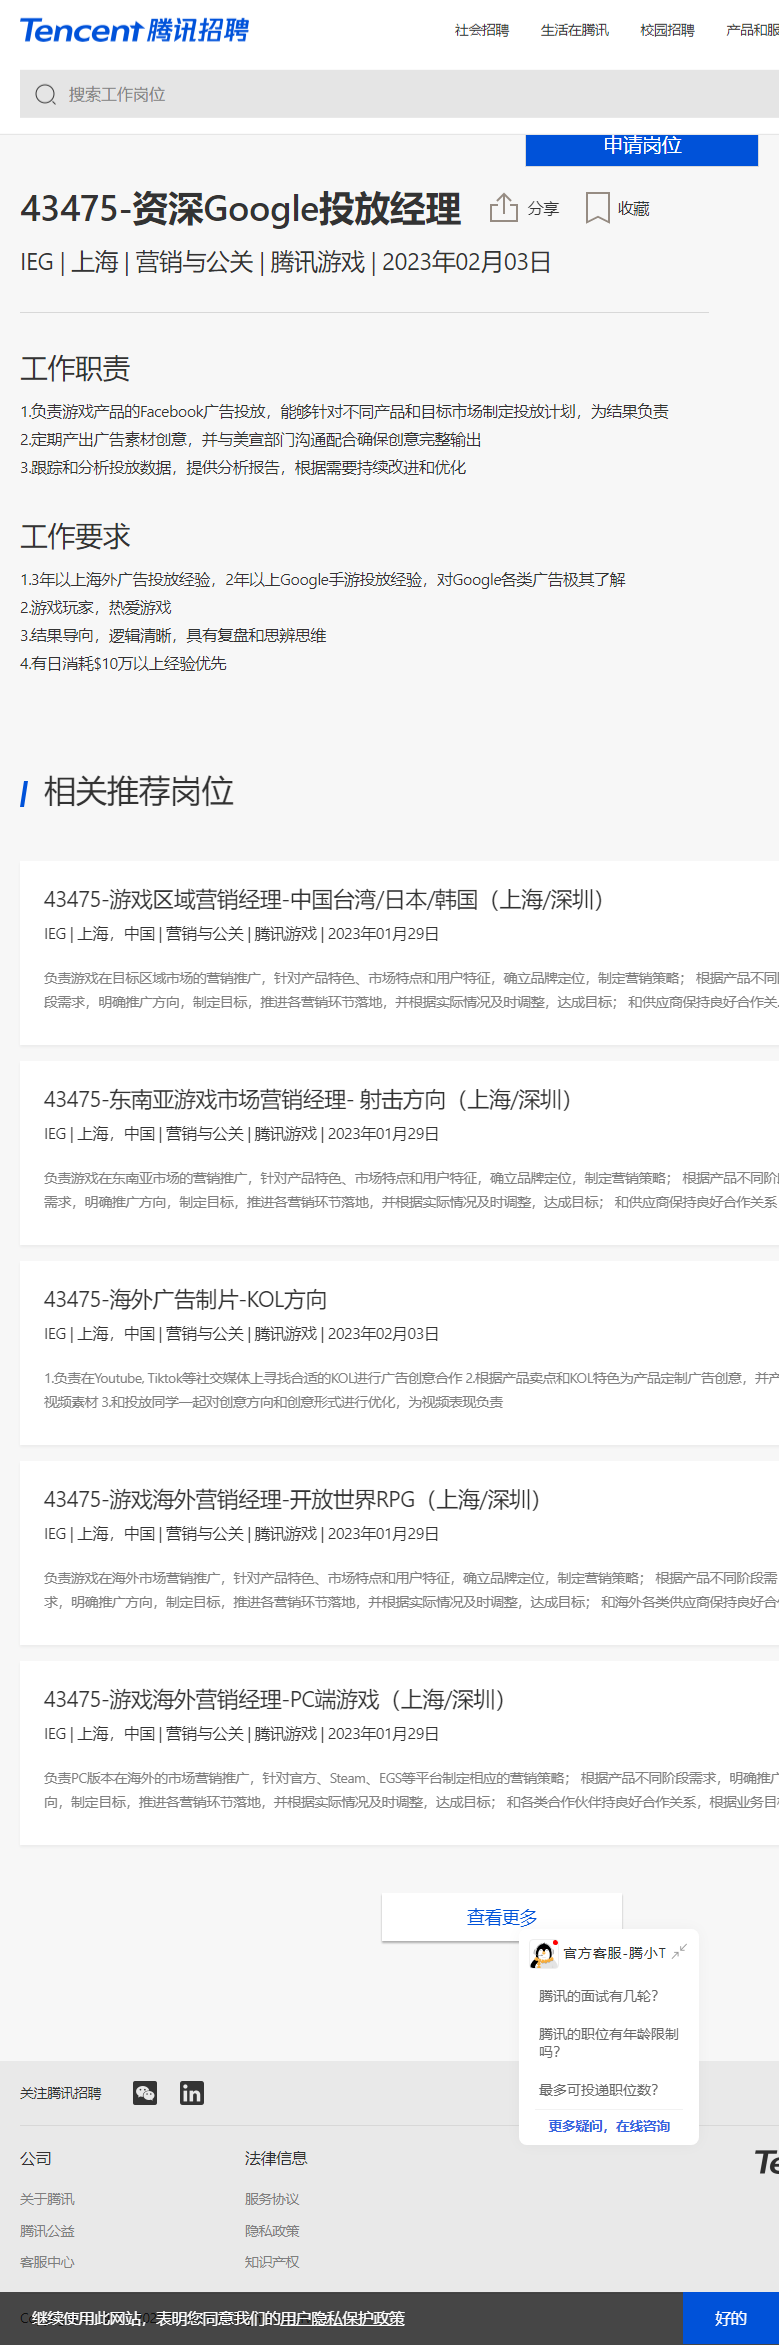 Tencent 腾讯招聘
社会招聘 生活在腾讯 校园招聘 产品和服
搜索工作岗位
申请岗位
43475-资深Google投放经理 分享 收藏
IEG | 上海 | 营销与公关 | 腾讯游戏 | 2023年02月03日
工作职责
1.负责游戏产品的Facebook广告投放，能够针对不同产品和目标市场制定投放计划，为结果负责
2.定期产出广告素材创意，并与美宣部门沟通配合确保创意完整输出
3.跟踪和分析投放数据，提供分析报告，根据需要持续改进和优化
工作要求
1.3年以上海外广告投放经验，2年以上Google手游投放经验，对Google各类广告极其了解
2.游戏玩家，热爱游戏
3.结果导向，逻辑清晰，具有复盘和思辨思维
4.有日消耗$10万以上经验优先
相关推荐岗位
43475-游戏区域营销经理-中国台湾/日本/韩国（上海/深圳）
IEG | 上海，中国 | 营销与公关 | 腾讯游戏 | 2023年01月29日
负责游戏在目标区域市场的营销推广，针对产品特色、市场特点和用户特征，确立品牌定位，制定营销策略； 根据产品不同
段需求，明确推广方向，制定目标，推进各营销环节落地，并根据实际情况及时调整，达成目标； 和供应商保持良好合作关
43475-东南亚游戏市场营销经理- 射击方向（上海/深圳）
IEG | 上海，中国 | 营销与公关 | 腾讯游戏 | 2023年01月29日
负责游戏在东南亚市场的营销推广，针对产品特色、市场特点和用户特征，确立品牌定位，制定营销策略； 根据产品不同阶
需求，明确推广方向，制定目标，推进各营销环节落地，并根据实际情况及时调整，达成目标； 和供应商保持良好合作关系
43475-海外广告制片-KOL方向
IEG | 上海，中国 | 营销与公关 | 腾讯游戏 | 2023年02月03日
1.负责在Youtube, Tiktok等社交媒体上寻找合适的KOL进行广告创意合作 2.根据产品卖点和KOL特色为产品定制广告创意，并产
视频素材 3.和投放同学一起对创意方向和创意形式进行优化，为视频表现负责
43475-游戏海外营销经理-开放世界RPG（上海/深圳）
IEG | 上海，中国 | 营销与公关 | 腾讯游戏 | 2023年01月29日
负责游戏在海外市场营销推广，针对产品特色、市场特点和用户特征，确立品牌定位，制定营销策略； 根据产品不同阶段需
求，明确推广方向，制定目标，推进各营销环节落地，并根据实际情况及时调整，达成目标； 和海外各类供应商保持良好合
43475-游戏海外营销经理-PC端游戏（上海/深圳）
IEG | 上海，中国 | 营销与公关 | 腾讯游戏 | 2023年01月29日
负责PC版本在海外的市场营销推广，针对官方、Steam、EGS等平台制定相应的营销策略； 根据产品不同阶段需求，明确推广
向，制定目标，推进各营销环节落地，并根据实际情况及时调整，达成目标； 和各类合作伙伴持良好合作关系，根据业务目
查看更多
官方客服-腾小T
腾讯的面试有几轮？
腾讯的职位有年龄限制
吗？
最多可投递职位数？
更多疑问，在线咨询
关注腾讯招聘
公司 法律信息
关于腾讯 服务协议
腾讯公益 隐私政策
客服中心 知识产权
继续使用此网站，表明您同意我们的用户隐私保护政策 好的